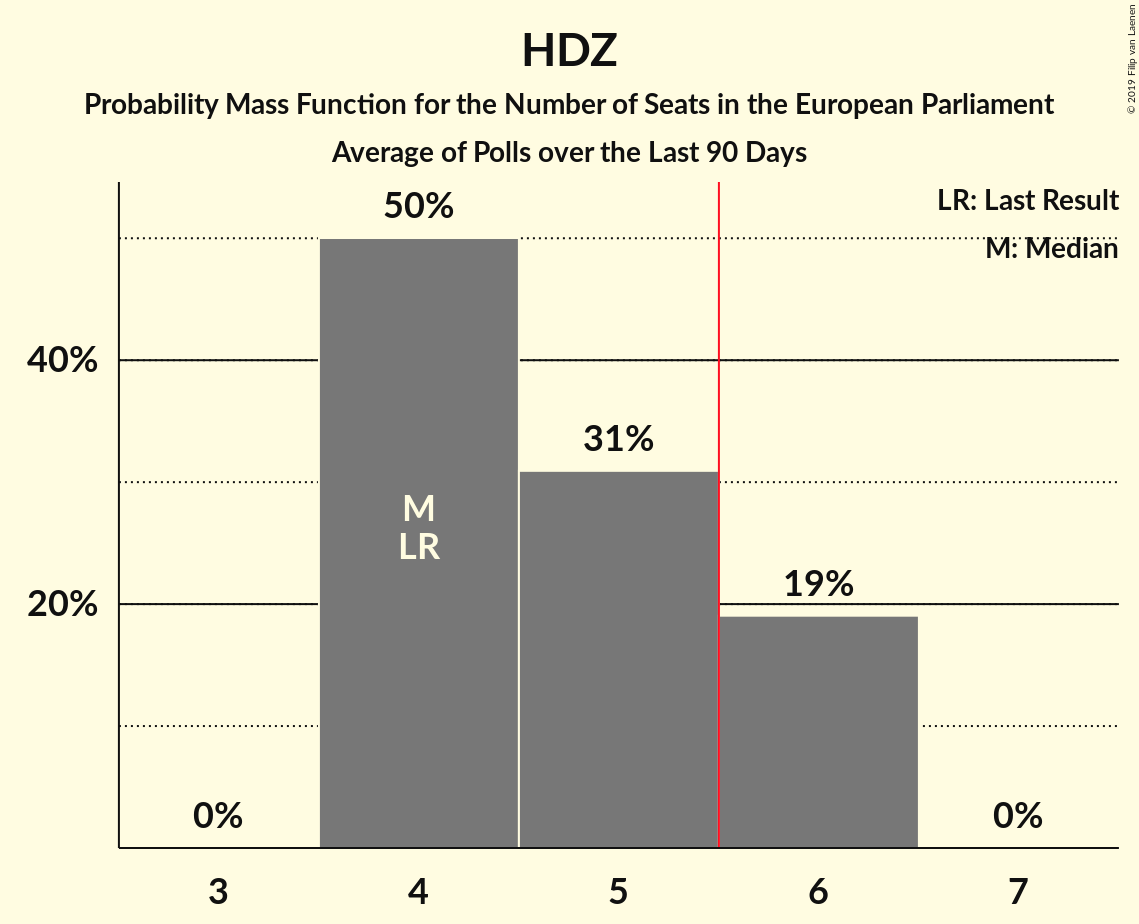 HDZ
Probability Mass Function for the Number of Seats in the European Parliament
Average of Polls over the Last 90 Days
© 2019 Filip van Laenen
LR: Last Result
M: Median
50%
40%
31%
M
LR
20%
19%
0%
0%
3
4
5
6
7